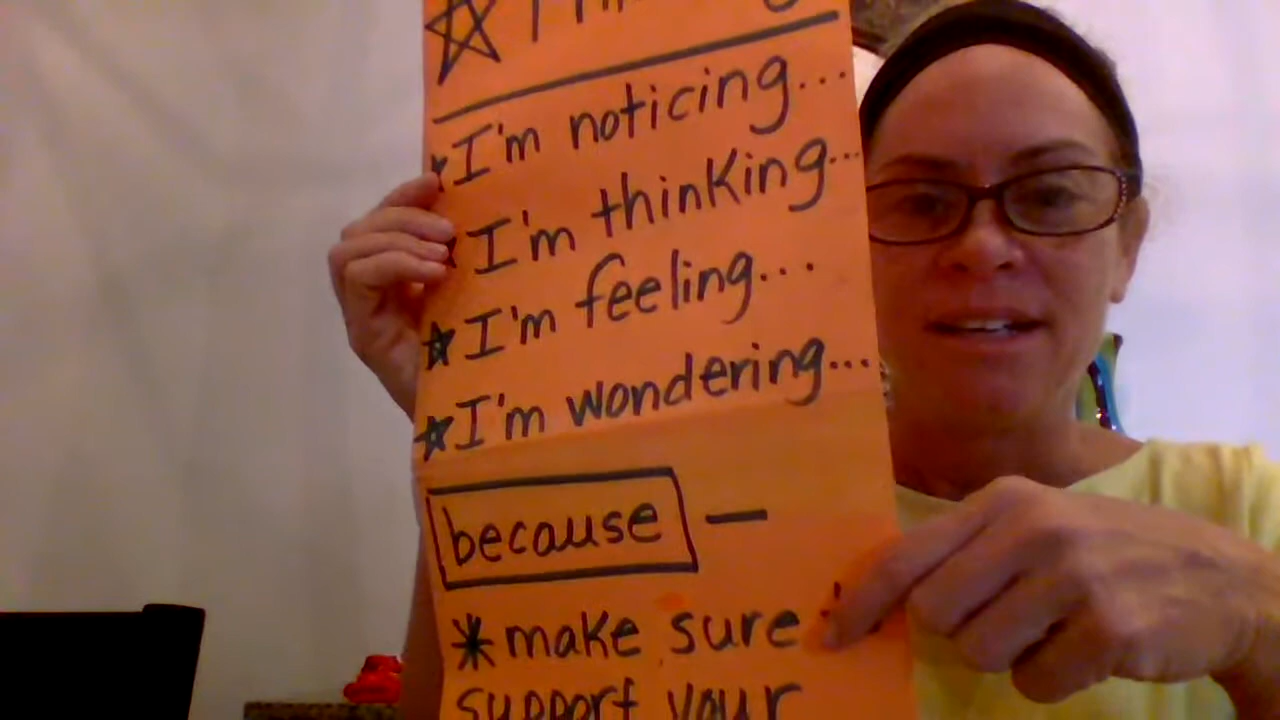 I'm noticing...
I'm thinking...
I'm feeling...
I'm wondering...
because —
*make sure
support your